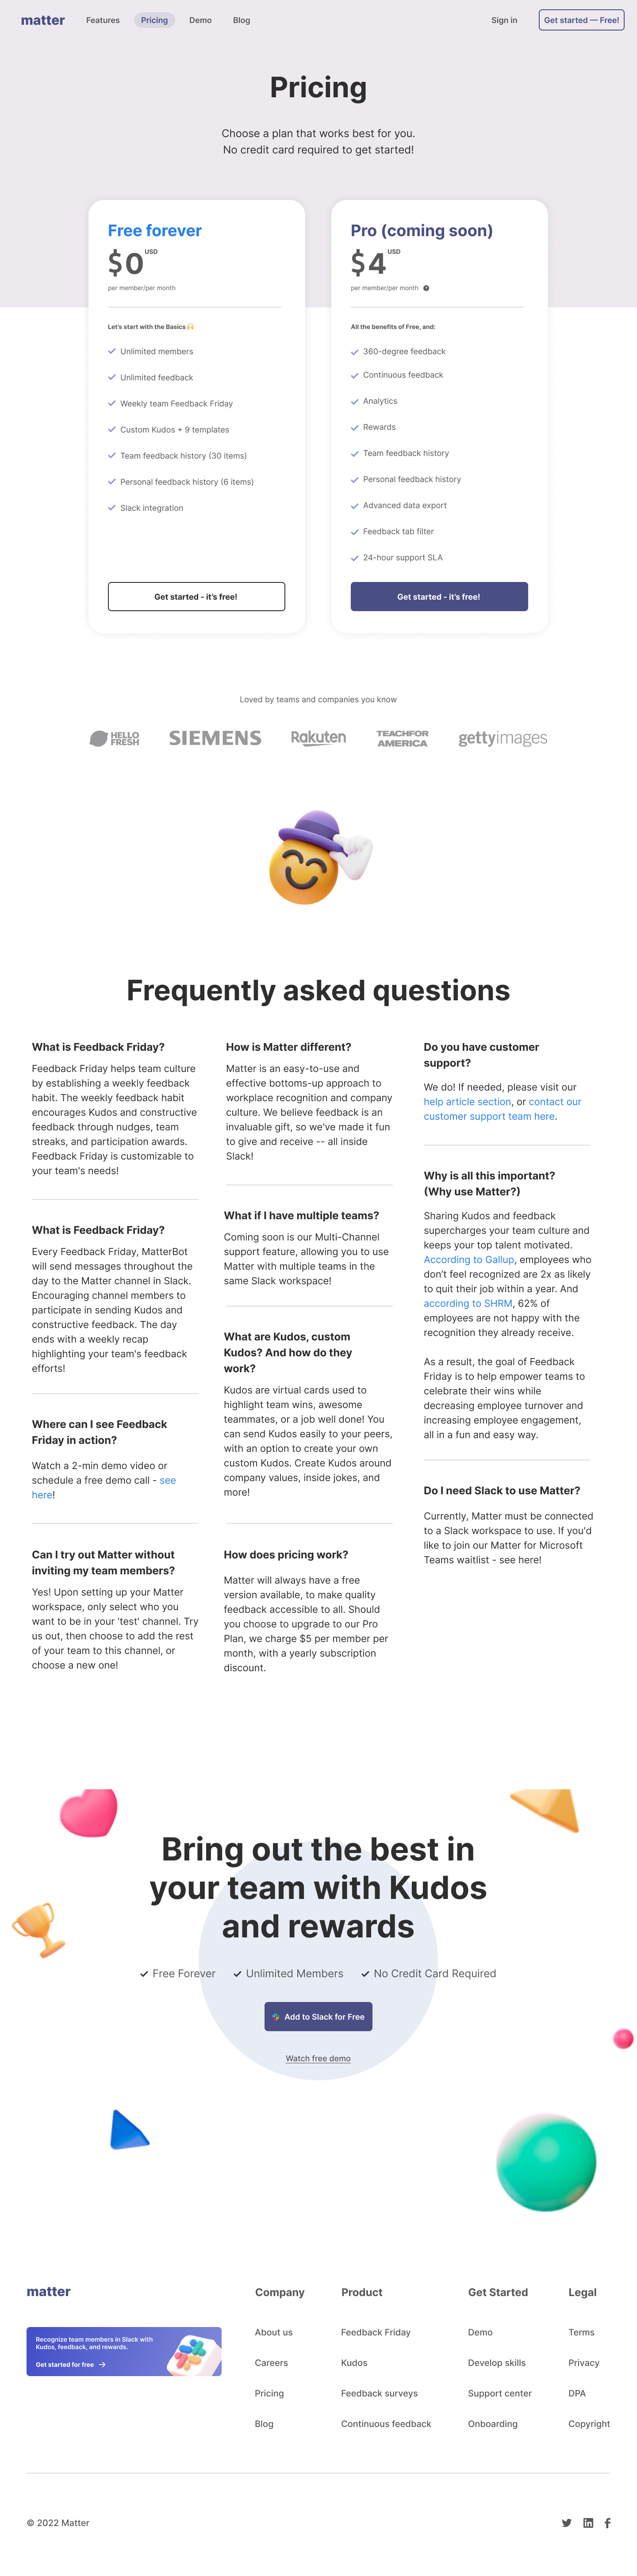 matter
Features
Pricing
Demo
Blog
Sign in
Get started — Free!
Pricing
Choose a plan that works best for you.
No credit card required to get started!
Free forever
$0 USD
per member/per month
Let's start with the Basics 🙌
Unlimited members
Unlimited feedback
Weekly team Feedback Friday
Custom Kudos + 9 templates
Team feedback history (30 items)
Personal feedback history (6 items)
Slack integration
Get started - it's free!
Pro (coming soon)
$4 USD
per member/per month ?
All the benefits of Free, and:
360-degree feedback
Continuous feedback
Analytics
Rewards
Team feedback history
Personal feedback history
Advanced data export
Feedback tab filter
24-hour support SLA
Get started - it's free!
Loved by teams and companies you know
HELLO
FRESH
SIEMENS
Rakuten
TEACHFOR
AMERICA
gettyimages
Frequently asked questions
What is Feedback Friday?
Feedback Friday helps team culture
by establishing a weekly feedback
habit. The weekly feedback habit
encourages Kudos and constructive
feedback through nudges, team
streaks, and participation awards.
Feedback Friday is customizable to
your team's needs!
What is Feedback Friday?
Every Feedback Friday, MatterBot
will send messages throughout the
day to the Matter channel in Slack.
Encouraging channel members to
participate in sending Kudos and
constructive feedback. The day
ends with a weekly recap
highlighting your team's feedback
efforts!
Where can I see Feedback
Friday in action?
Watch a 2-min demo video or
schedule a free demo call - see
here!
Can I try out Matter without
inviting my team members?
Yes! Upon setting up your Matter
workspace, only select who you
want to be in your 'test' channel. Try
us out, then choose to add the rest
of your team to this channel, or
choose a new one!
How is Matter different?
Matter is an easy-to-use and
effective bottoms-up approach to
workplace recognition and company
culture. We believe feedback is an
invaluable gift, so we've made it fun
to give and receive -- all inside
Slack!
What if I have multiple teams?
Coming soon is our Multi-Channel
support feature, allowing you to use
Matter with multiple teams in the
same Slack workspace!
What are Kudos, custom
Kudos? And how do they
work?
Kudos are virtual cards used to
highlight team wins, awesome
teammates, or a job well done! You
can send Kudos easily to your peers,
with an option to create your own
custom Kudos. Create Kudos around
company values, inside jokes, and
more!
How does pricing work?
Matter will always have a free
version available, to make quality
feedback accessible to all. Should
you choose to upgrade to our Pro
Plan, we charge $5 per member per
month, with a yearly subscription
discount.
Do you have customer
support?
We do! If needed, please visit our
help article section, or contact our
customer support team here.
Why is all this important?
(Why use Matter?)
Sharing Kudos and feedback
supercharges your team culture and
keeps your top talent motivated.
According to Gallup, employees who
don't feel recognized are 2x as likely
to quit their job within a year. And
according to SHRM, 62% of
employees are not happy with the
recognition they already receive.
As a result, the goal of Feedback
Friday is to help empower teams to
celebrate their wins while
decreasing employee turnover and
increasing employee engagement,
all in a fun and easy way.
Do I need Slack to use Matter?
Currently, Matter must be connected
to a Slack workspace to use. If you'd
like to join our Matter for Microsoft
Teams waitlist - see here!
Bring out the best in
your team with Kudos
and rewards
Free Forever
Unlimited Members
No Credit Card Required
Add to Slack for Free
Watch free demo
matter
Recognize team members in Slack with
Kudos, feedback, and rewards.
Get started for free →
Company
About us
Careers
Pricing
Blog
Product
Feedback Friday
Kudos
Feedback surveys
Continuous feedback
Get Started
Demo
Develop skills
Support center
Onboarding
Legal
Terms
Privacy
DPA
Copyright
© 2022 Matter